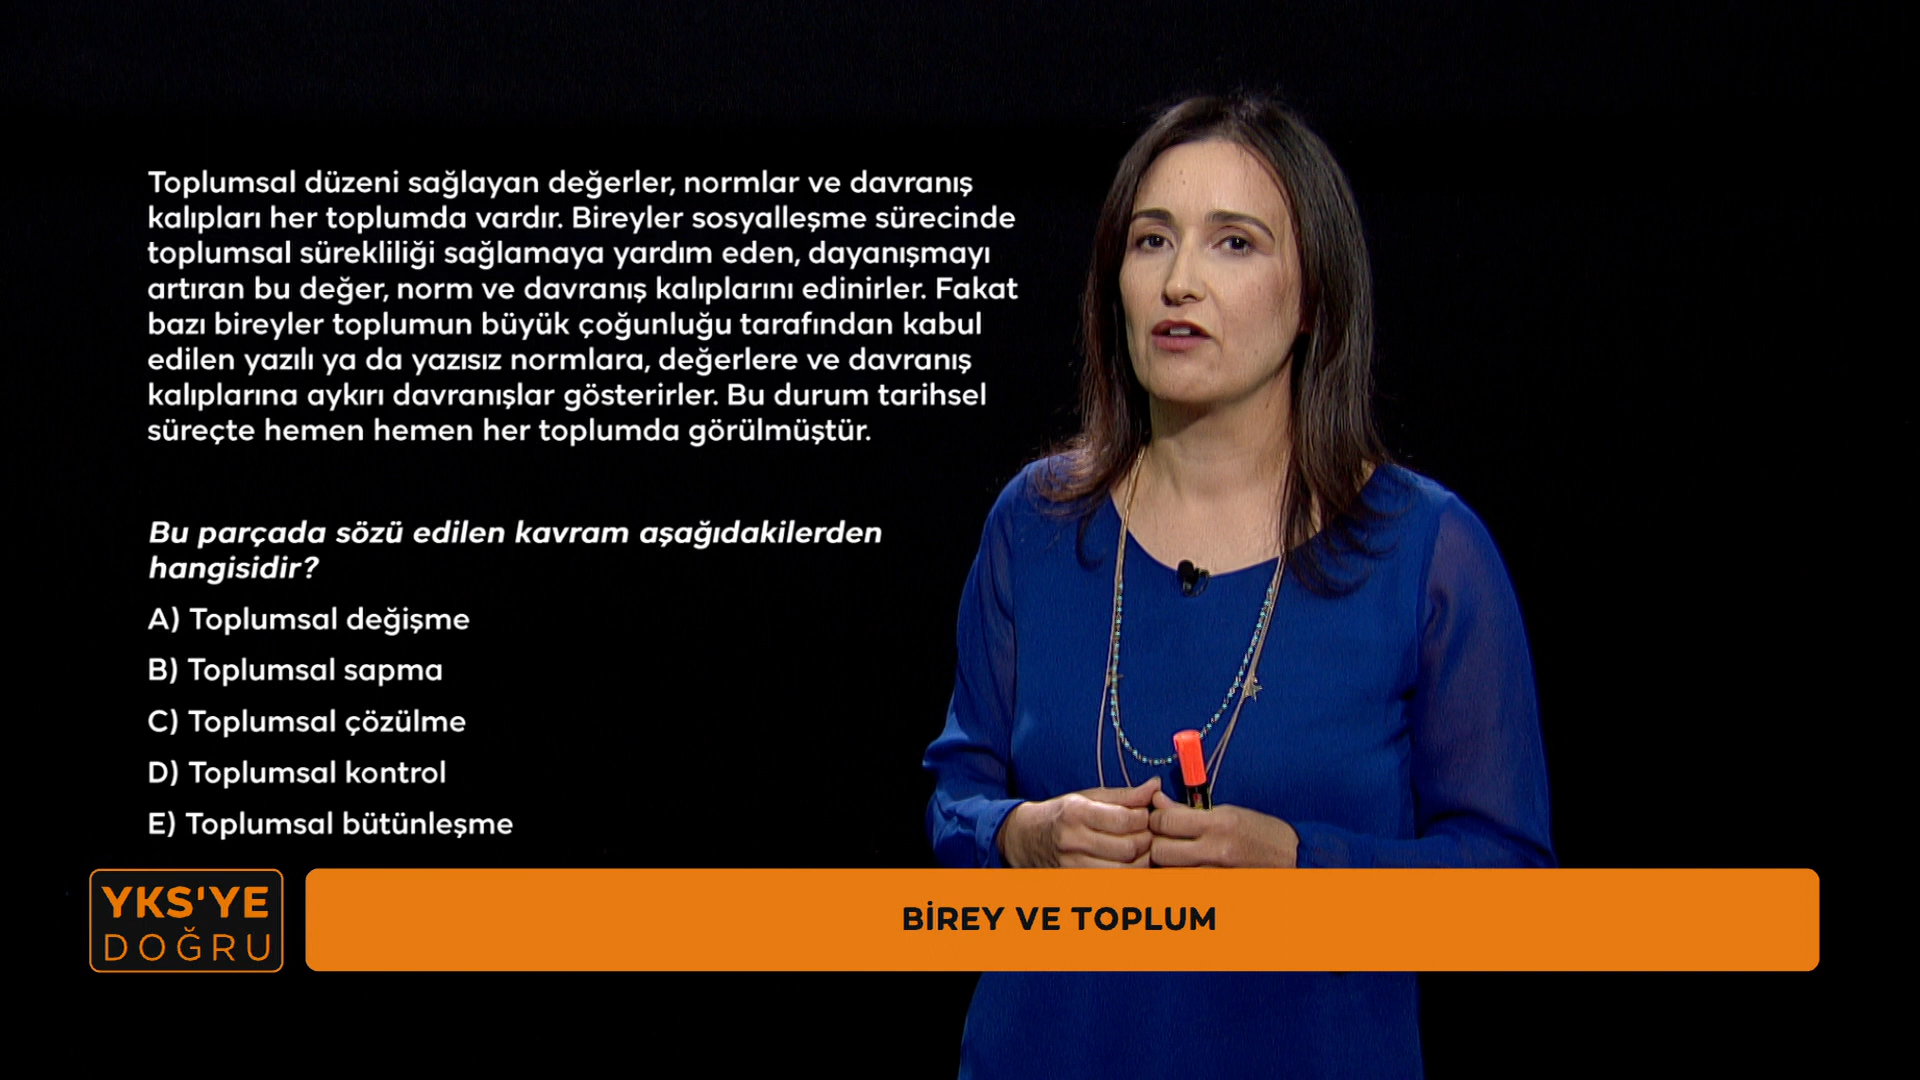 Toplumsal düzeni sağlayan değerler, normlar ve davranış
kalıpları her toplumda vardır. Bireyler sosyalleşme sürecinde
toplumsal sürekliliği sağlamaya yardım eden, dayanışmayı
artıran bu değer, norm ve davranış kalıplarını edinirler. Fakat
bazı bireyler toplumun büyük çoğunluğu tarafından kabul
edilen yazılı ya da yazısız normlara, değerlere ve davranış
kalıplarına aykırı davranışlar gösterirler. Bu durum tarihsel
süreçte hemen hemen her toplumda görülmüştür.
Bu parçada sözü edilen kavram aşağıdakilerden
hangisidir?
A) Toplumsal değişme
B) Toplumsal sapma
C) Toplumsal çözülme
D) Toplumsal kontrol
E) Toplumsal bütünleşme
YKS'YE
DOĞRU
BİREY VE TOPLUM